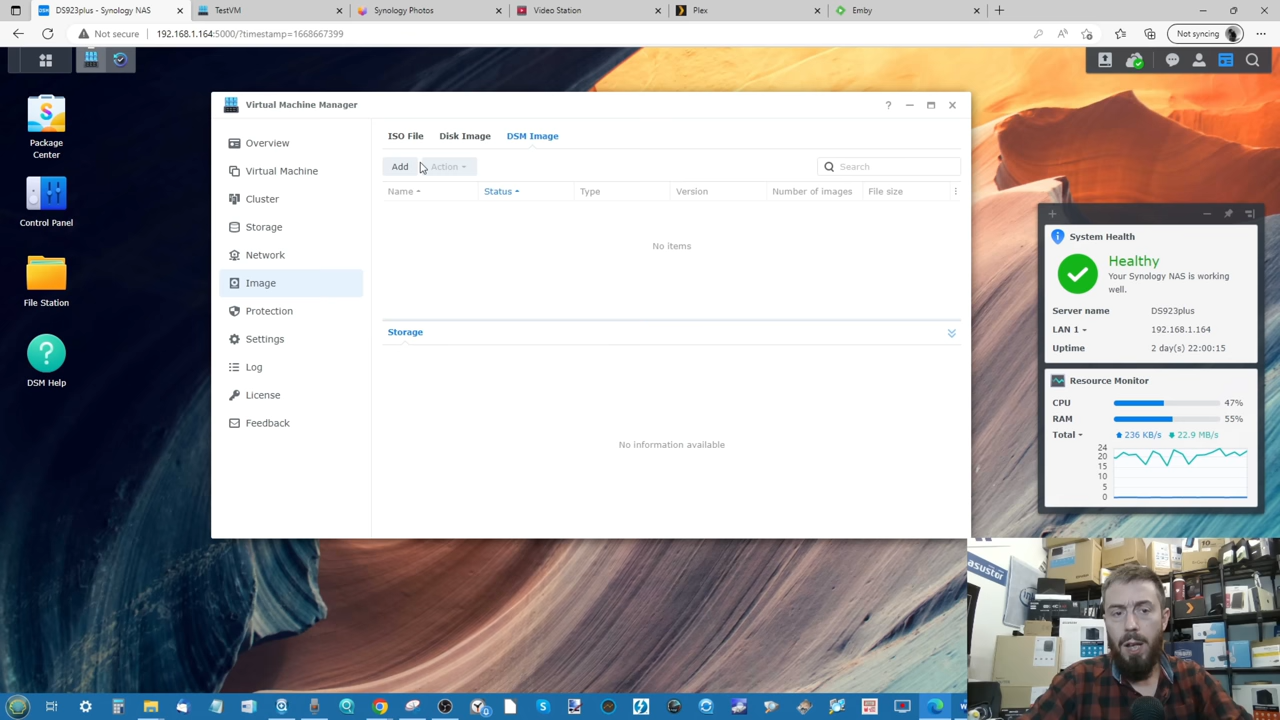 DS923plus - Synology NAS
TestVM
Synology Photos
Video Station
Plex
Emby
Not secure
192.168.1.164:5000/?timestamp=1668667399
Not syncing
Package Center
Control Panel
File Station
DSM Help
Virtual Machine Manager
Overview
Virtual Machine
Cluster
Storage
Network
Image
Protection
Settings
Log
License
Feedback
ISO File Disk Image DSM Image
Add Action
Search
Name Status Type Version Number of images File size
No items
Storage
No information available
System Health
Healthy
Your Synology NAS is working
well.
Server name DS923plus
LAN 1 192.168.1.164
Uptime 2 day(s) 22:00:15
Resource Monitor
CPU 47%
RAM 55%
Total 236 KB/s 22.9 MB/s
24
20
15
10
5
0
asustor